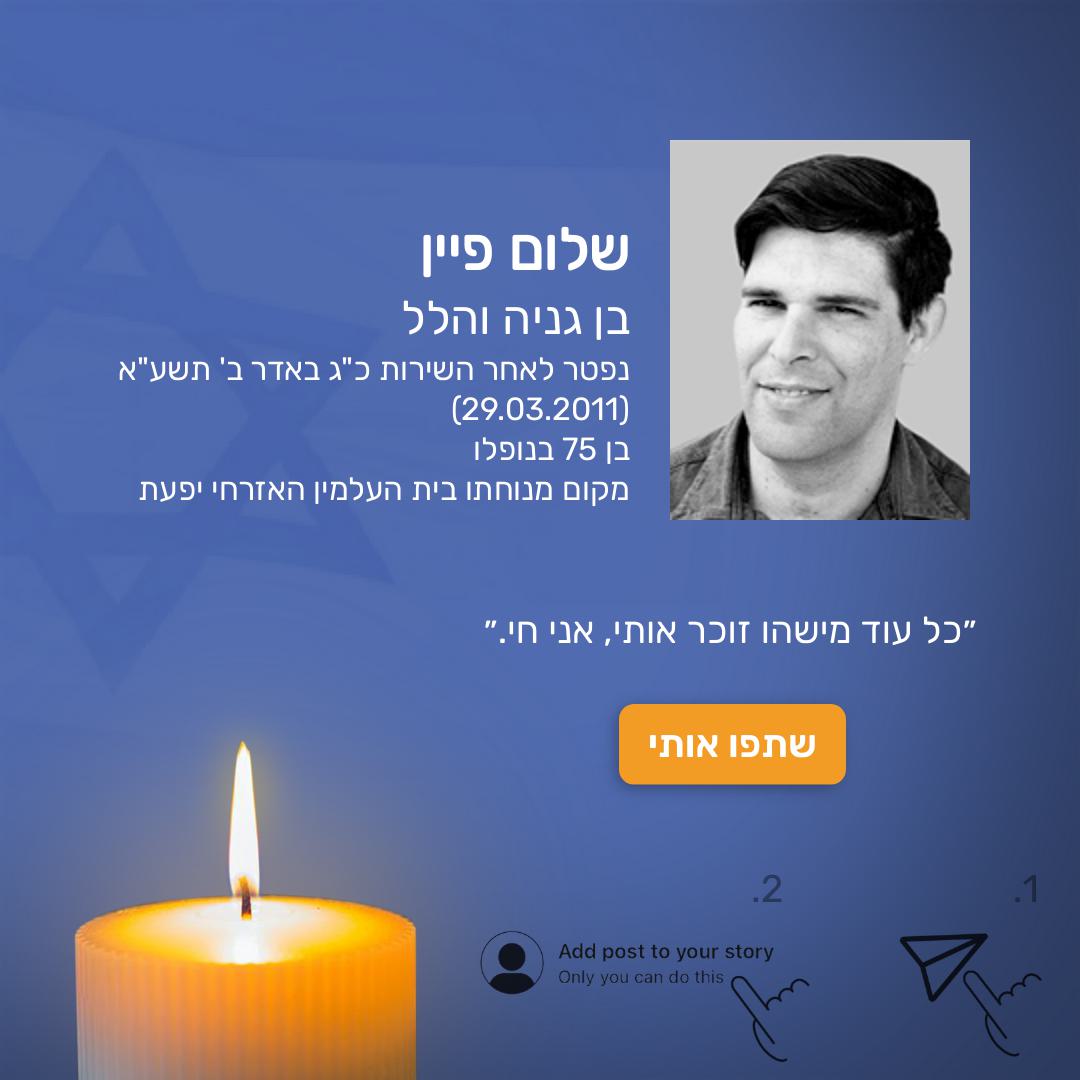 שלום פיין
בן גניה והלל
נפטר לאחר השירות כ"ג באדר ב' תשע"א
(29.03.2011)
בן 75 בנופלו
מקום מנוחתו בית העלמין האזרחי יפעת
״כל עוד מישהו זוכר אותי, אני חי.״
שתפו אותי
1.
2.
Add post to your story
Only you can do this